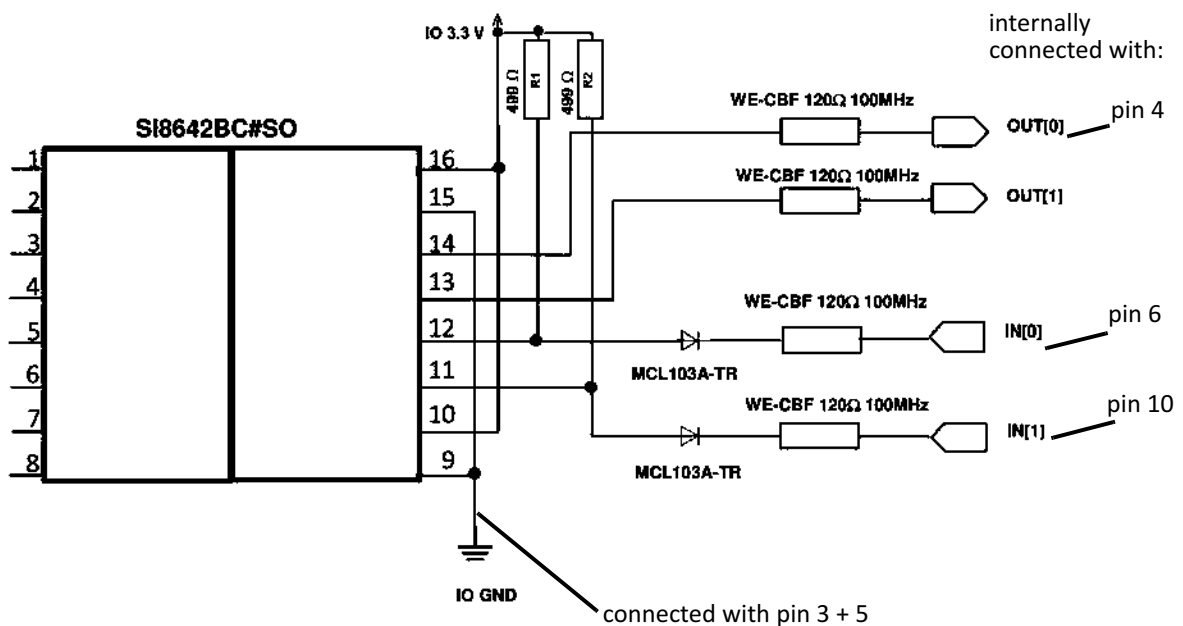 internally
connected with:
IO 3.3 V
499 Ω
R1
499 Ω
R2
WE-CBF 120Ω 100MHz
OUT[0]
pin 4
SI8642BC#SO
WE-CBF 120Ω 100MHz
OUT[1]
1
2
3
4
5
6
7
8
16
15
14
13
12
11
10
9
WE-CBF 120Ω 100MHz
IN[0]
pin 6
MCL103A-TR
WE-CBF 120Ω 100MHz
IN[1]
pin 10
MCL103A-TR
IO GND
connected with pin 3 + 5